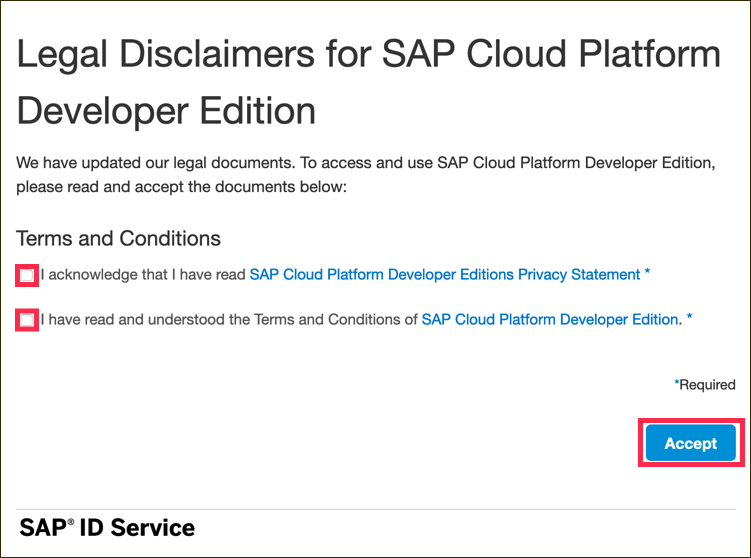 Legal Disclaimers for SAP Cloud Platform
Developer Edition
We have updated our legal documents. To access and use SAP Cloud Platform Developer Edition,
please read and accept the documents below:
Terms and Conditions
I acknowledge that I have read SAP Cloud Platform Developer Editions Privacy Statement *
I have read and understood the Terms and Conditions of SAP Cloud Platform Developer Edition. *
*Required
Accept
SAP® ID Service